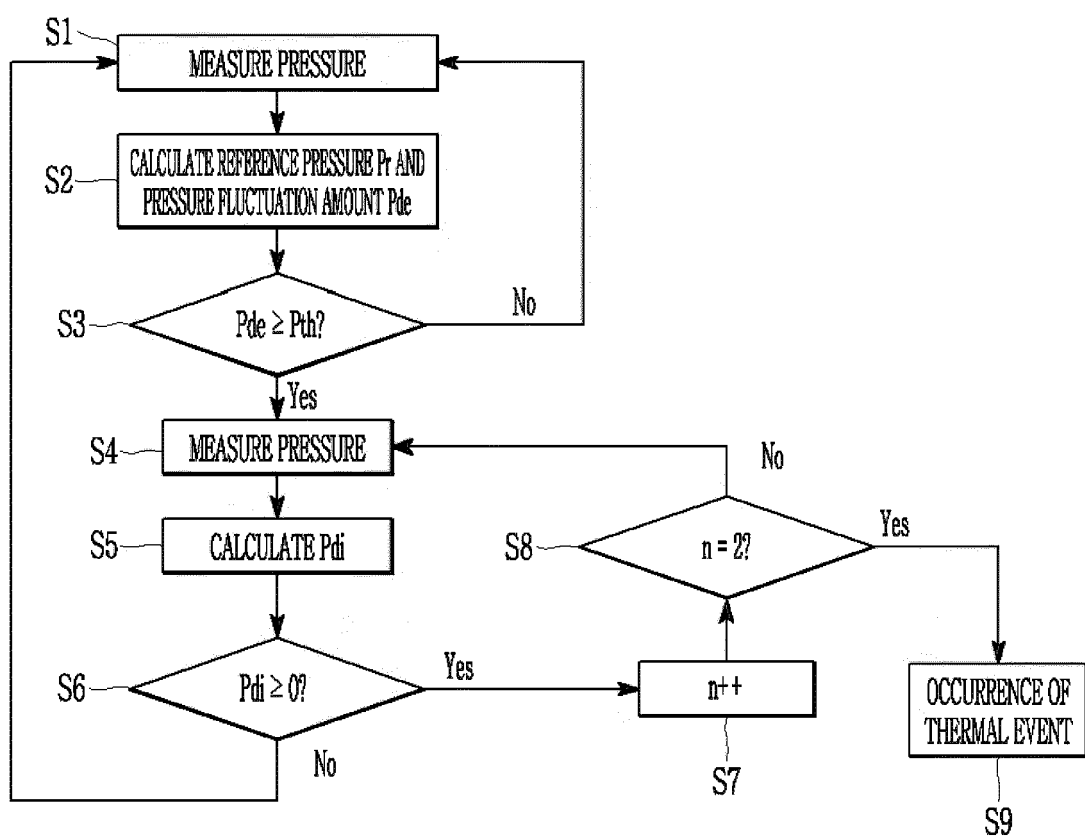 S1
MEASURE PRESSURE
S2
CALCULATE REFERENCE PRESSURE Pr AND
PRESSURE FLUCTUATION AMOUNT Pde
S3
Pde ≥ Pth?
No
Yes
S4
MEASURE PRESSURE
No
S5
CALCULATE Pdi
S8
n = 2?
Yes
S6
Pdi ≥ 0?
Yes
n++
OCCURRENCE OF
THERMAL EVENT
No
S7
S9